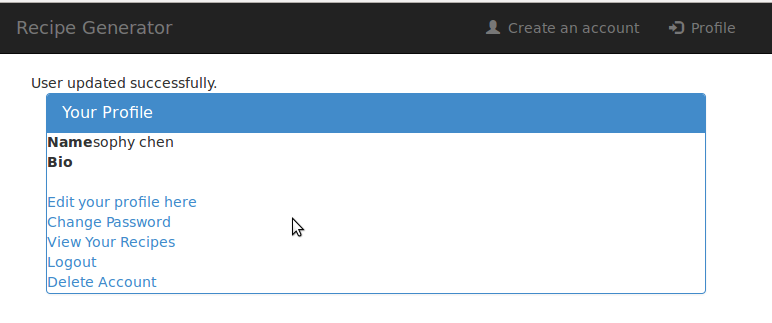 Recipe Generator Create an account Profile
User updated successfully.
Your Profile
Namesophy chen
Bio
Edit your profile here
Change Password
View Your Recipes
Logout
Delete Account